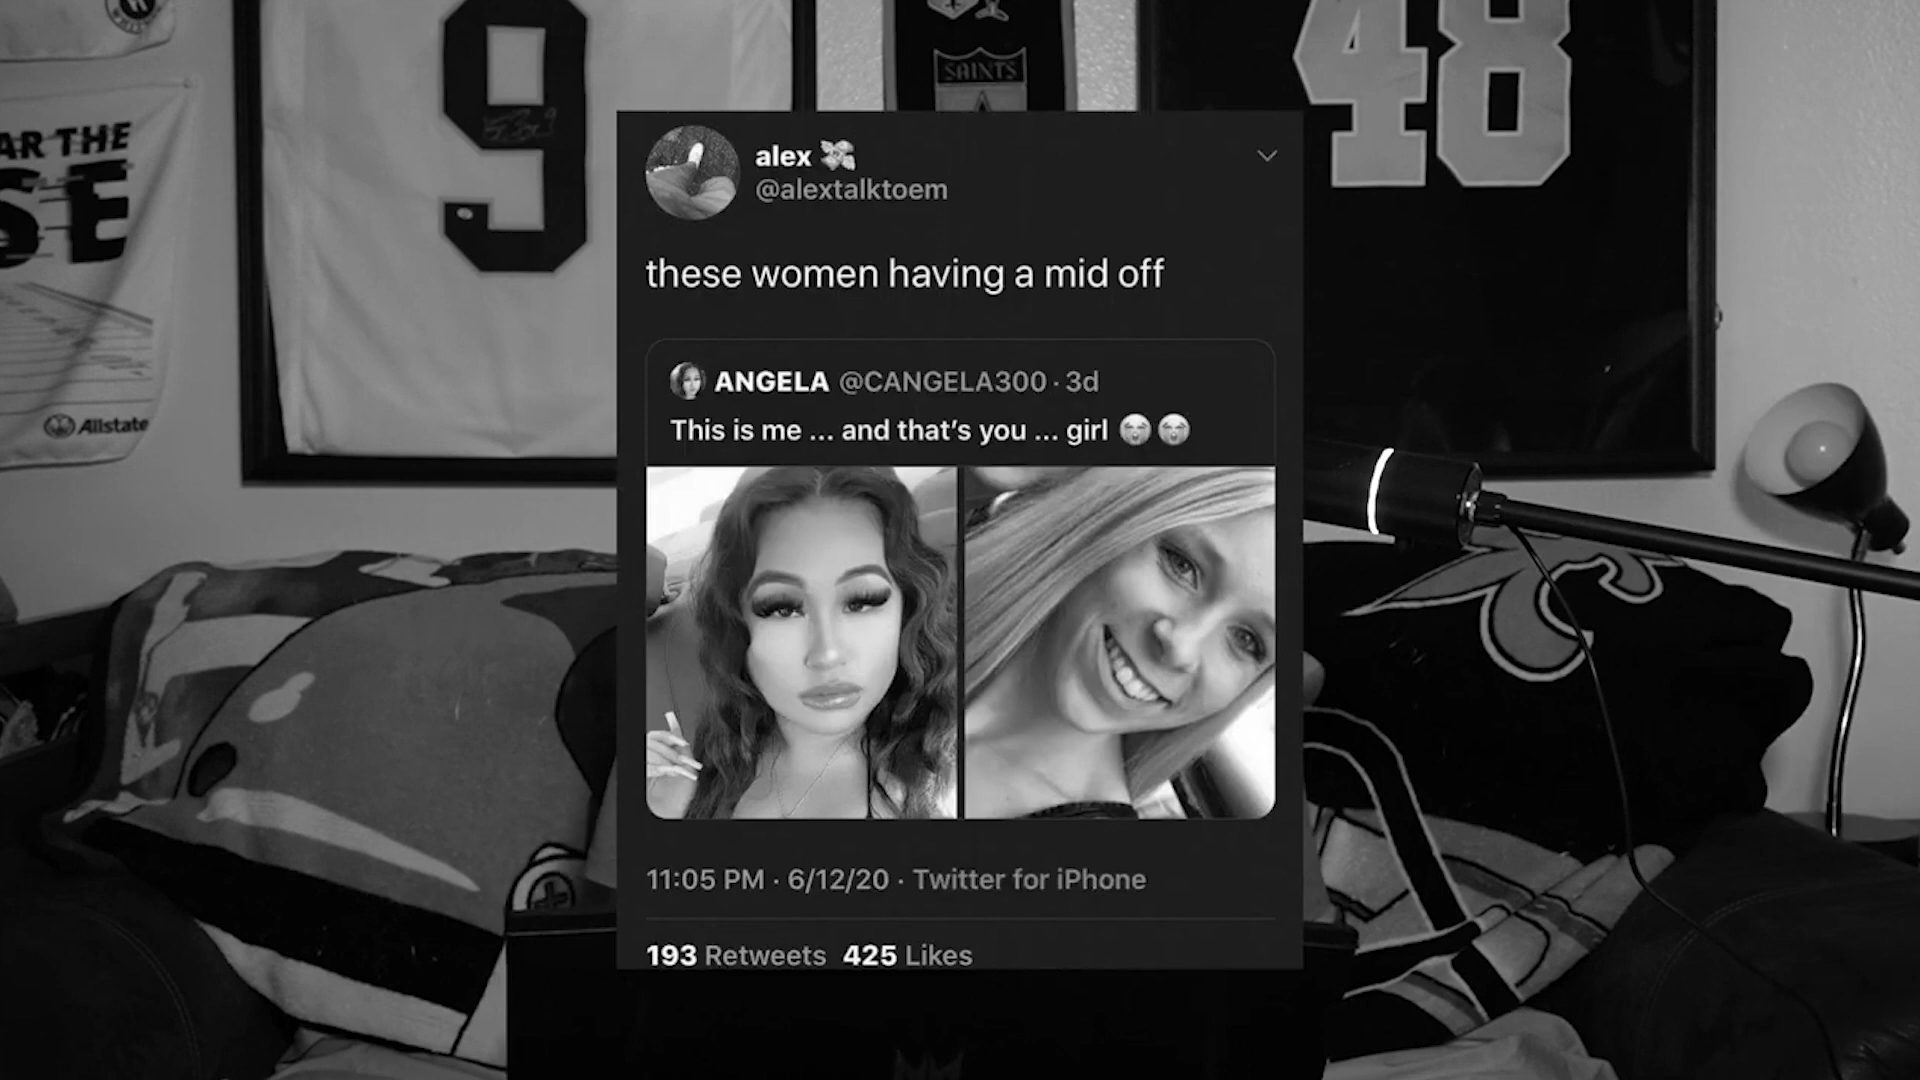 9
48
SAINTS
AR THE
SE
Allstate
alex
@alextalktoem
these women having a mid off
ANGELA @CANGELA300 · 3d
This is me ... and that's you ... girl
11:05 PM · 6/12/20 · Twitter for iPhone
193 Retweets 425 Likes